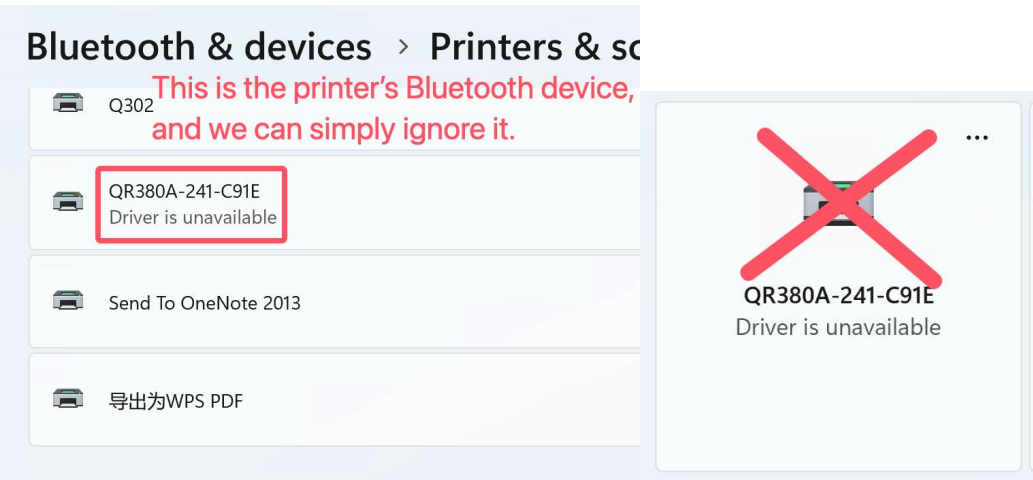 Bluetooth & devices > Printers & sc
This is the printer's Bluetooth device,
Q302
and we can simply ignore it.
QR380A-241-C91E
Driver is unavailable
Send To OneNote 2013
导出为WPS PDF
...
QR380A-241-C91E
Driver is unavailable